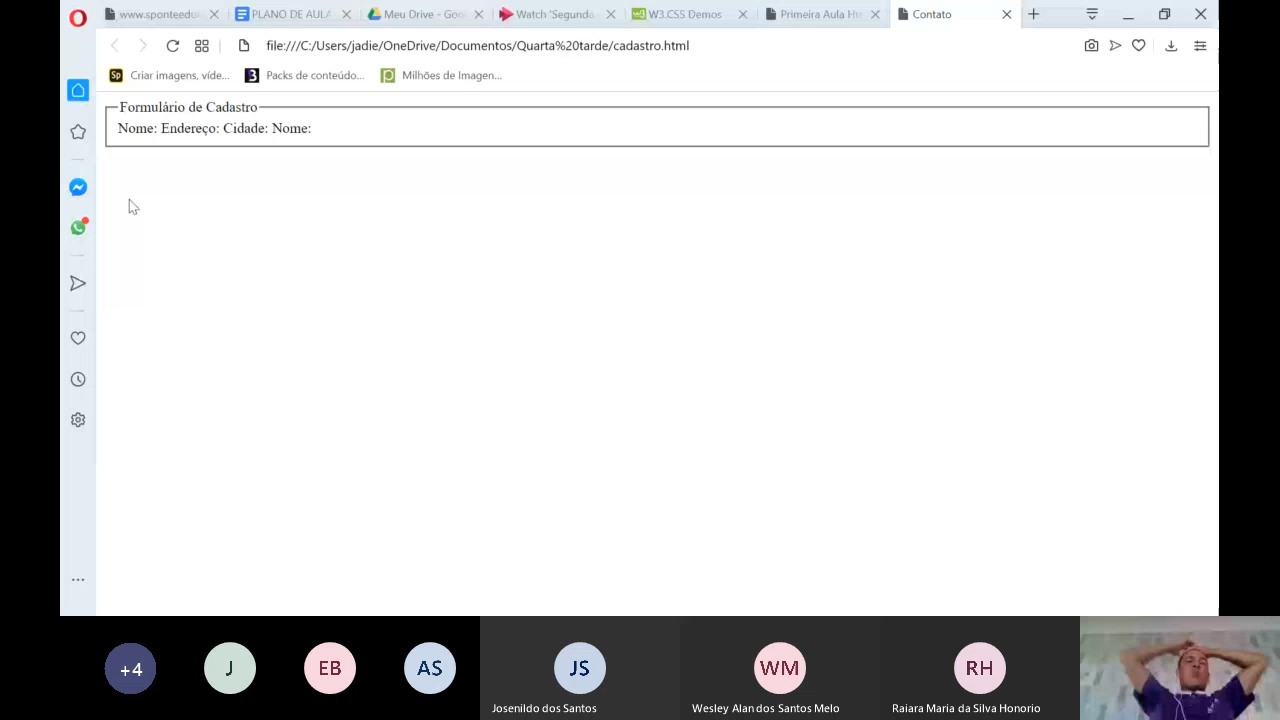 www.sponteedu
PLANO DE AULA
Meu Drive - Goo
Watch 'Segundo
W3.CSS Demos
Primeira Aula Htm
Contato
file:///C:/Users/jadie/OneDrive/Documentos/Quarta%20tarde/cadastro.html
Sp
Criar imagens, víde...
Packs de conteúdo...
Milhões de Imagen...
Formulário de Cadastro
Nome: Endereço: Cidade: Nome:
+4
J
EB
AS
JS
WM
RH
Josenildo dos Santos
Wesley Alan dos Santos Melo
Raiara Maria da Silva Honorio